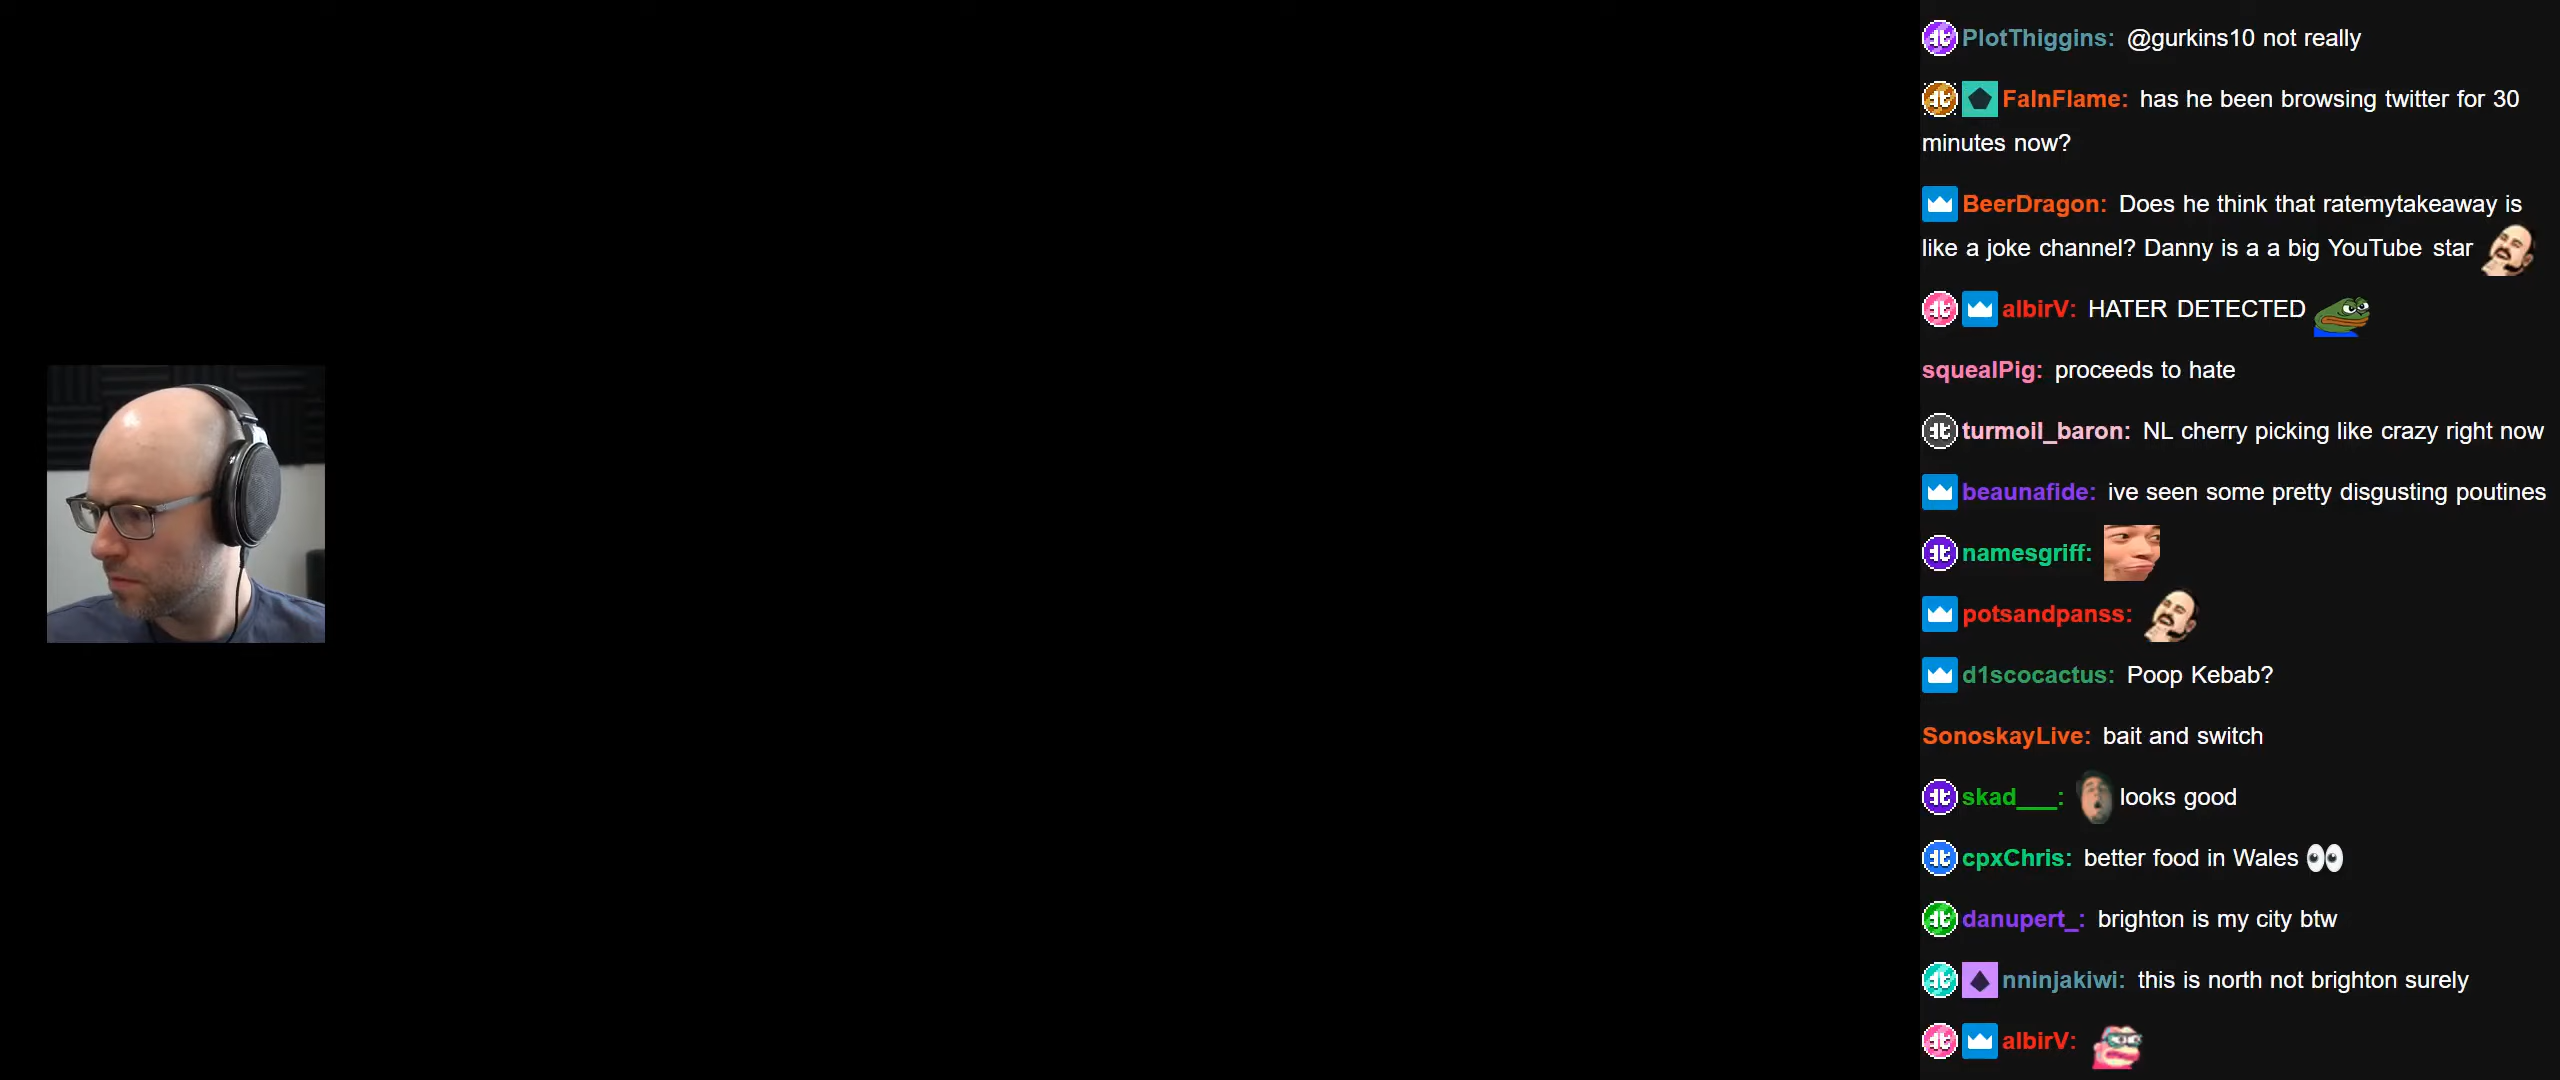 PlotThiggins: @gurkins10 not really
FalnFlame: has he been browsing twitter for 30
minutes now?
BeerDragon: Does he think that ratemytakeaway is
like a joke channel? Danny is a a big YouTube star
albirV: HATER DETECTED
squealPig: proceeds to hate
turmoil_baron: NL cherry picking like crazy right now
beaunafide: ive seen some pretty disgusting poutines
namesgriff:
potsandpanss:
d1scocactus: Poop Kebab?
SonoskayLive: bait and switch
skad___: looks good
cpxChris: better food in Wales 👀
danupert_: brighton is my city btw
nninjakiwi: this is north not brighton surely
albirV: